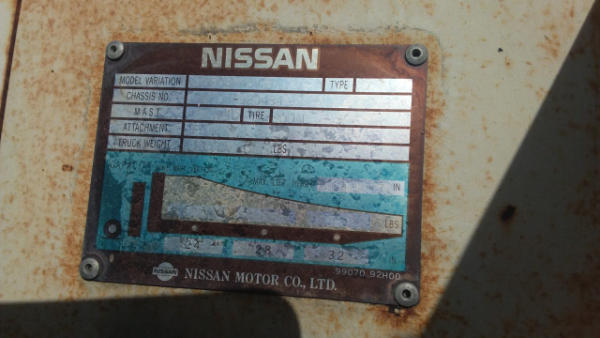 NISSAN
MODEL VARIATION TYPE
CHASSIS NO.
MAST TIRE
ATTACHMENT
TRUCK WEIGHT LBS
MAX. IN
LBS
24 28 32
99070 92H00
NISSAN MOTOR CO., LTD.